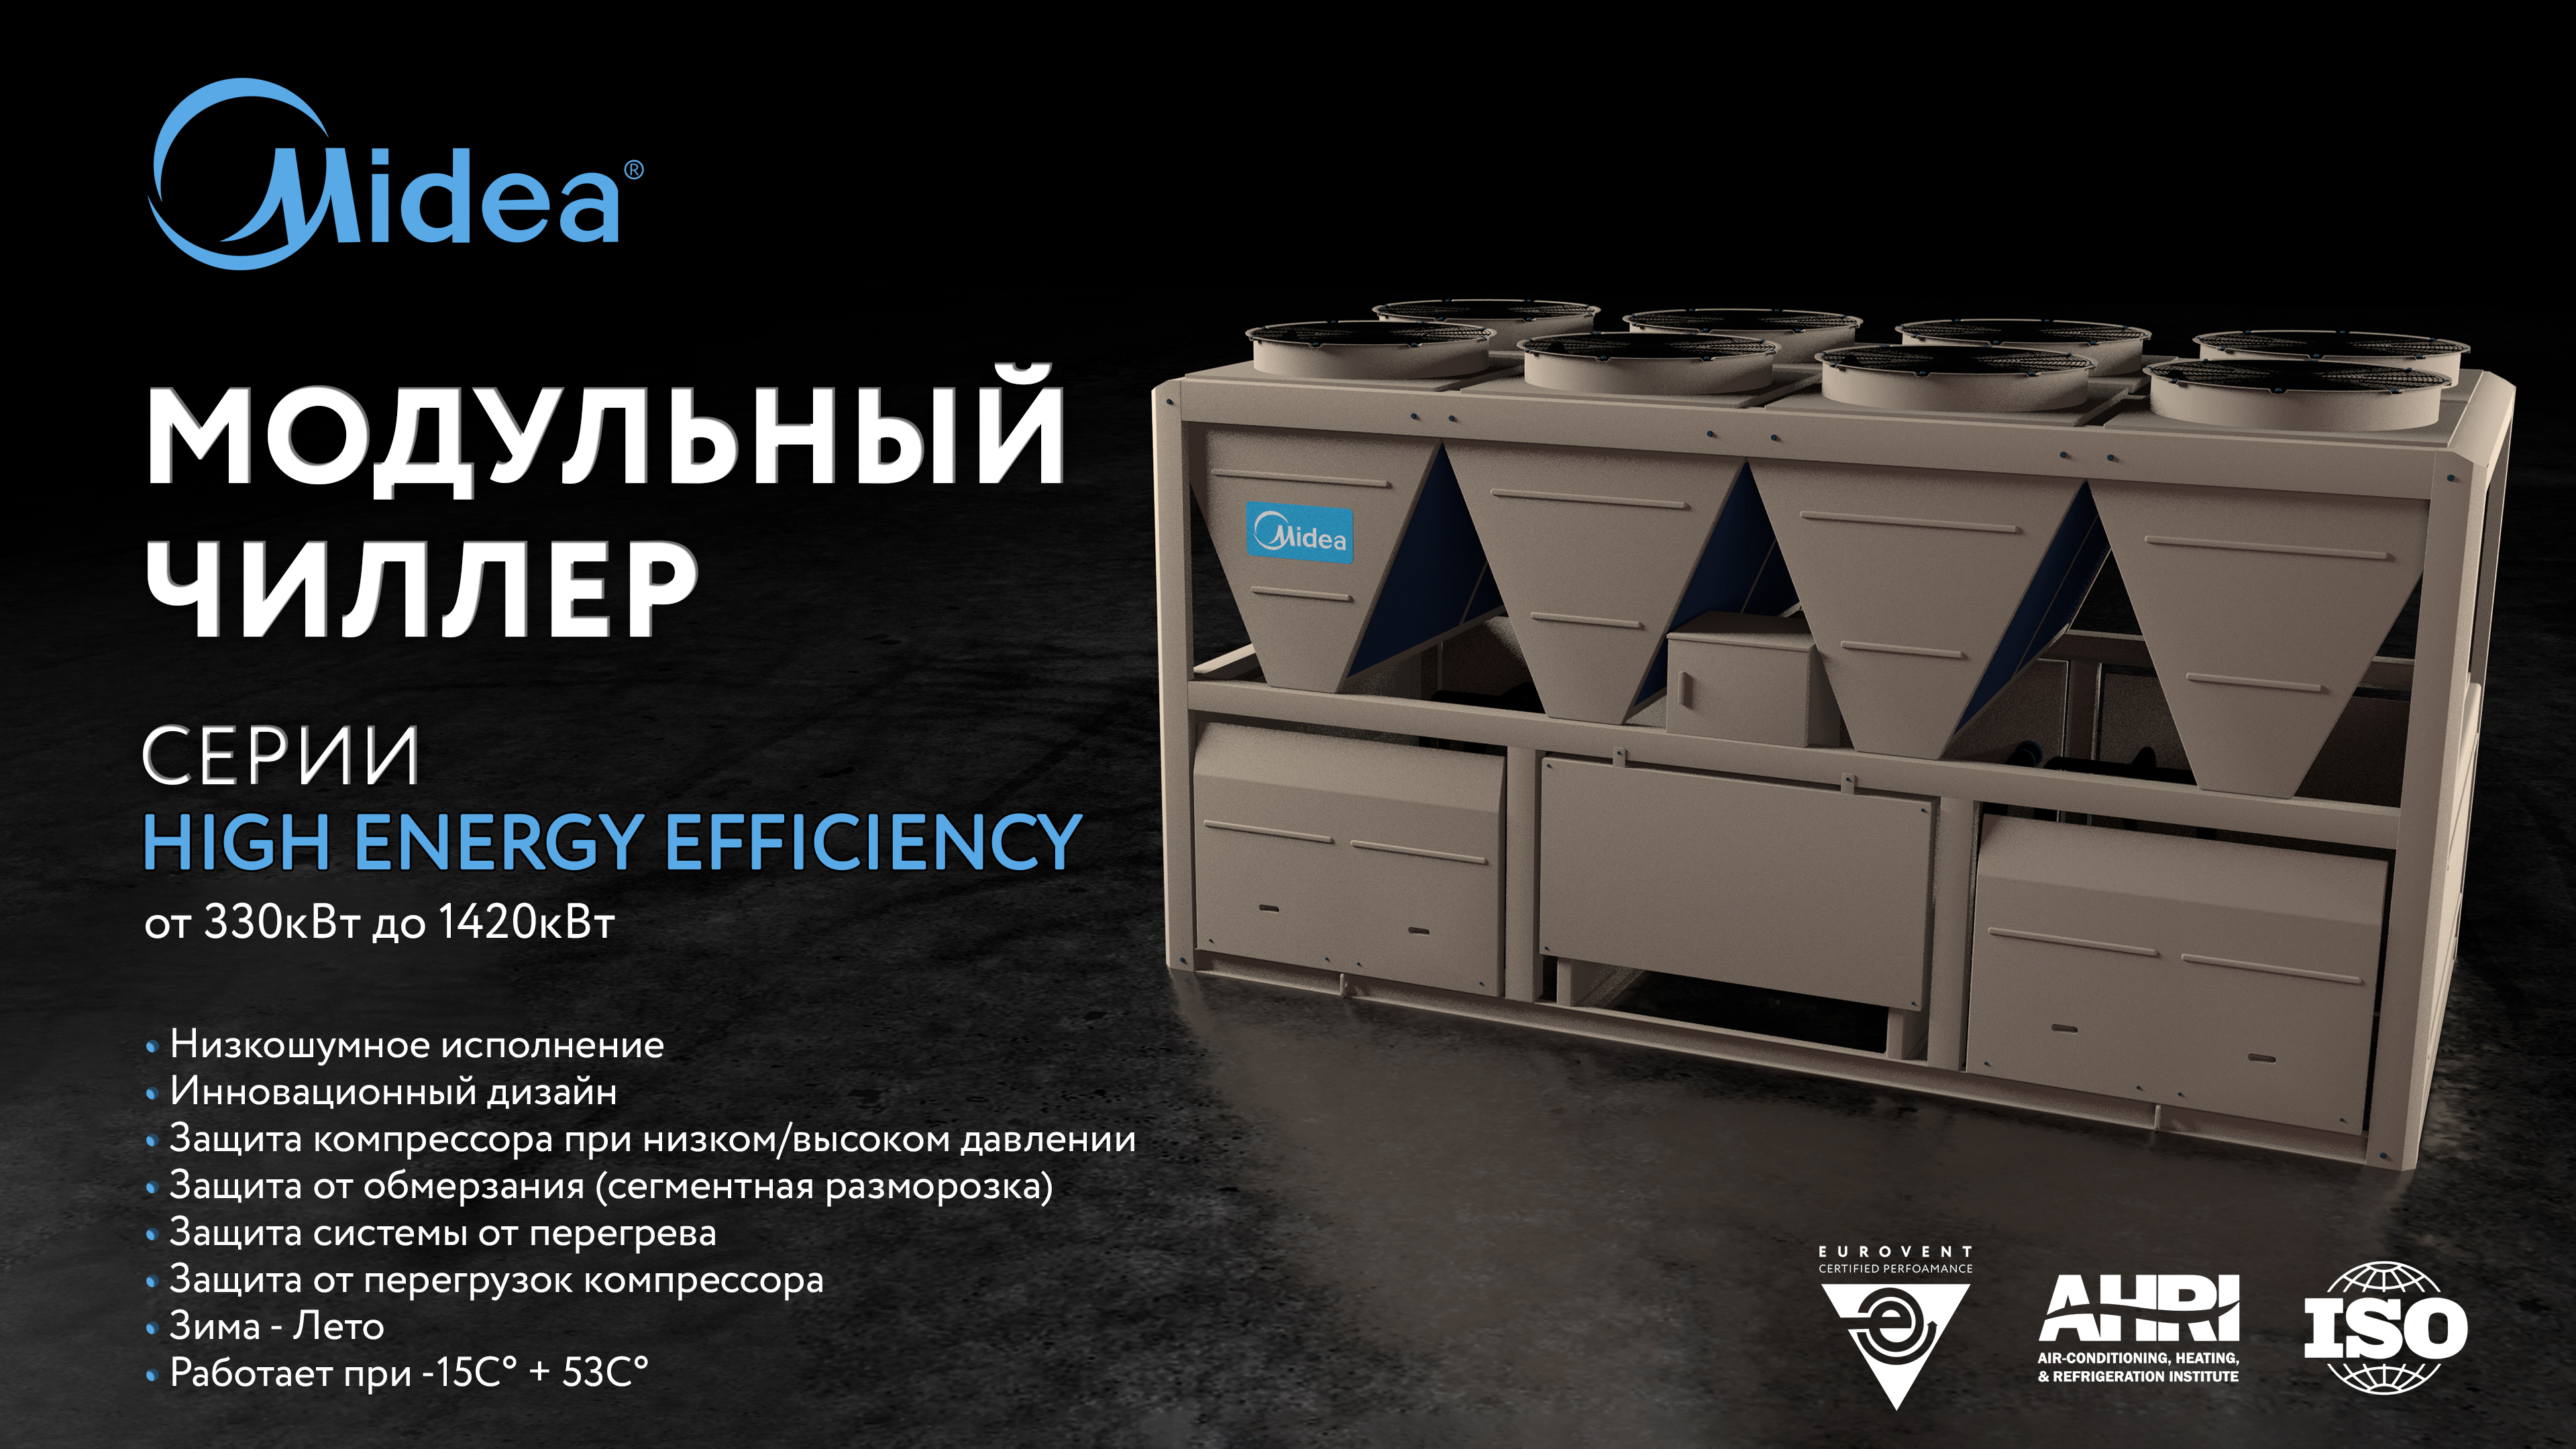 Midea®
МОДУЛЬНЫЙ
ЧИЛЛЕР
СЕРИИ
HIGH ENERGY EFFICIENCY
от 330кВт до 1420кВт
• Низкошумное исполнение
• Инновационный дизайн
• Защита компрессора при низком/высоком давлении
• Защита от обмерзания (сегментная разморозка)
• Защита системы от перегрева
• Защита от перегрузок компрессора
• Зима - Лето
• Работает при -15C° + 53C°
Midea
EUROVENT
CERTIFIED PERFOAMANCE
e
AHRI
AIR-CONDITIONING, HEATING,
& REFRIGERATION INSTITUTE
ISO